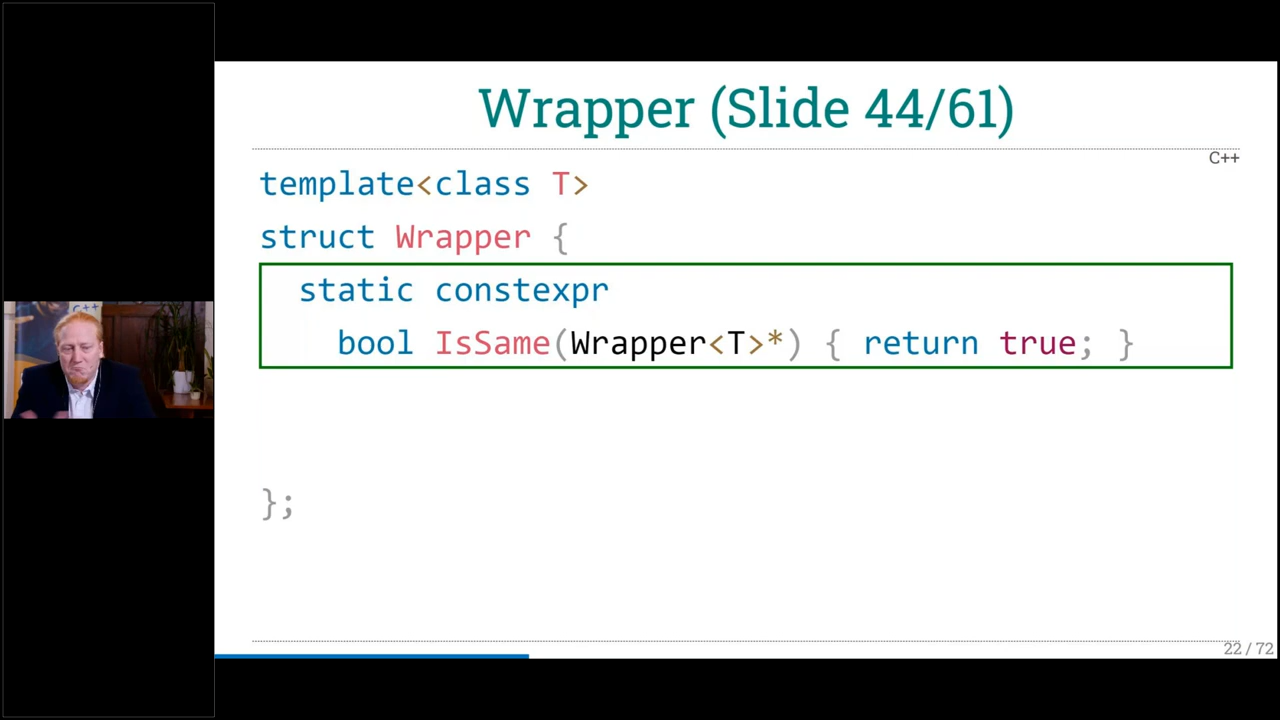 Wrapper (Slide 44/61)
C++
template<class T>
struct Wrapper {
static constexpr
bool IsSame(Wrapper<T>*) { return true; }
};
22 / 72
C++